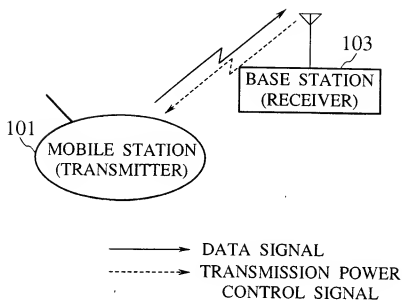 103
BASE STATION
(RECEIVER)
101
MOBILE STATION
(TRANSMITTER)
DATA SIGNAL
TRANSMISSION POWER
CONTROL SIGNAL